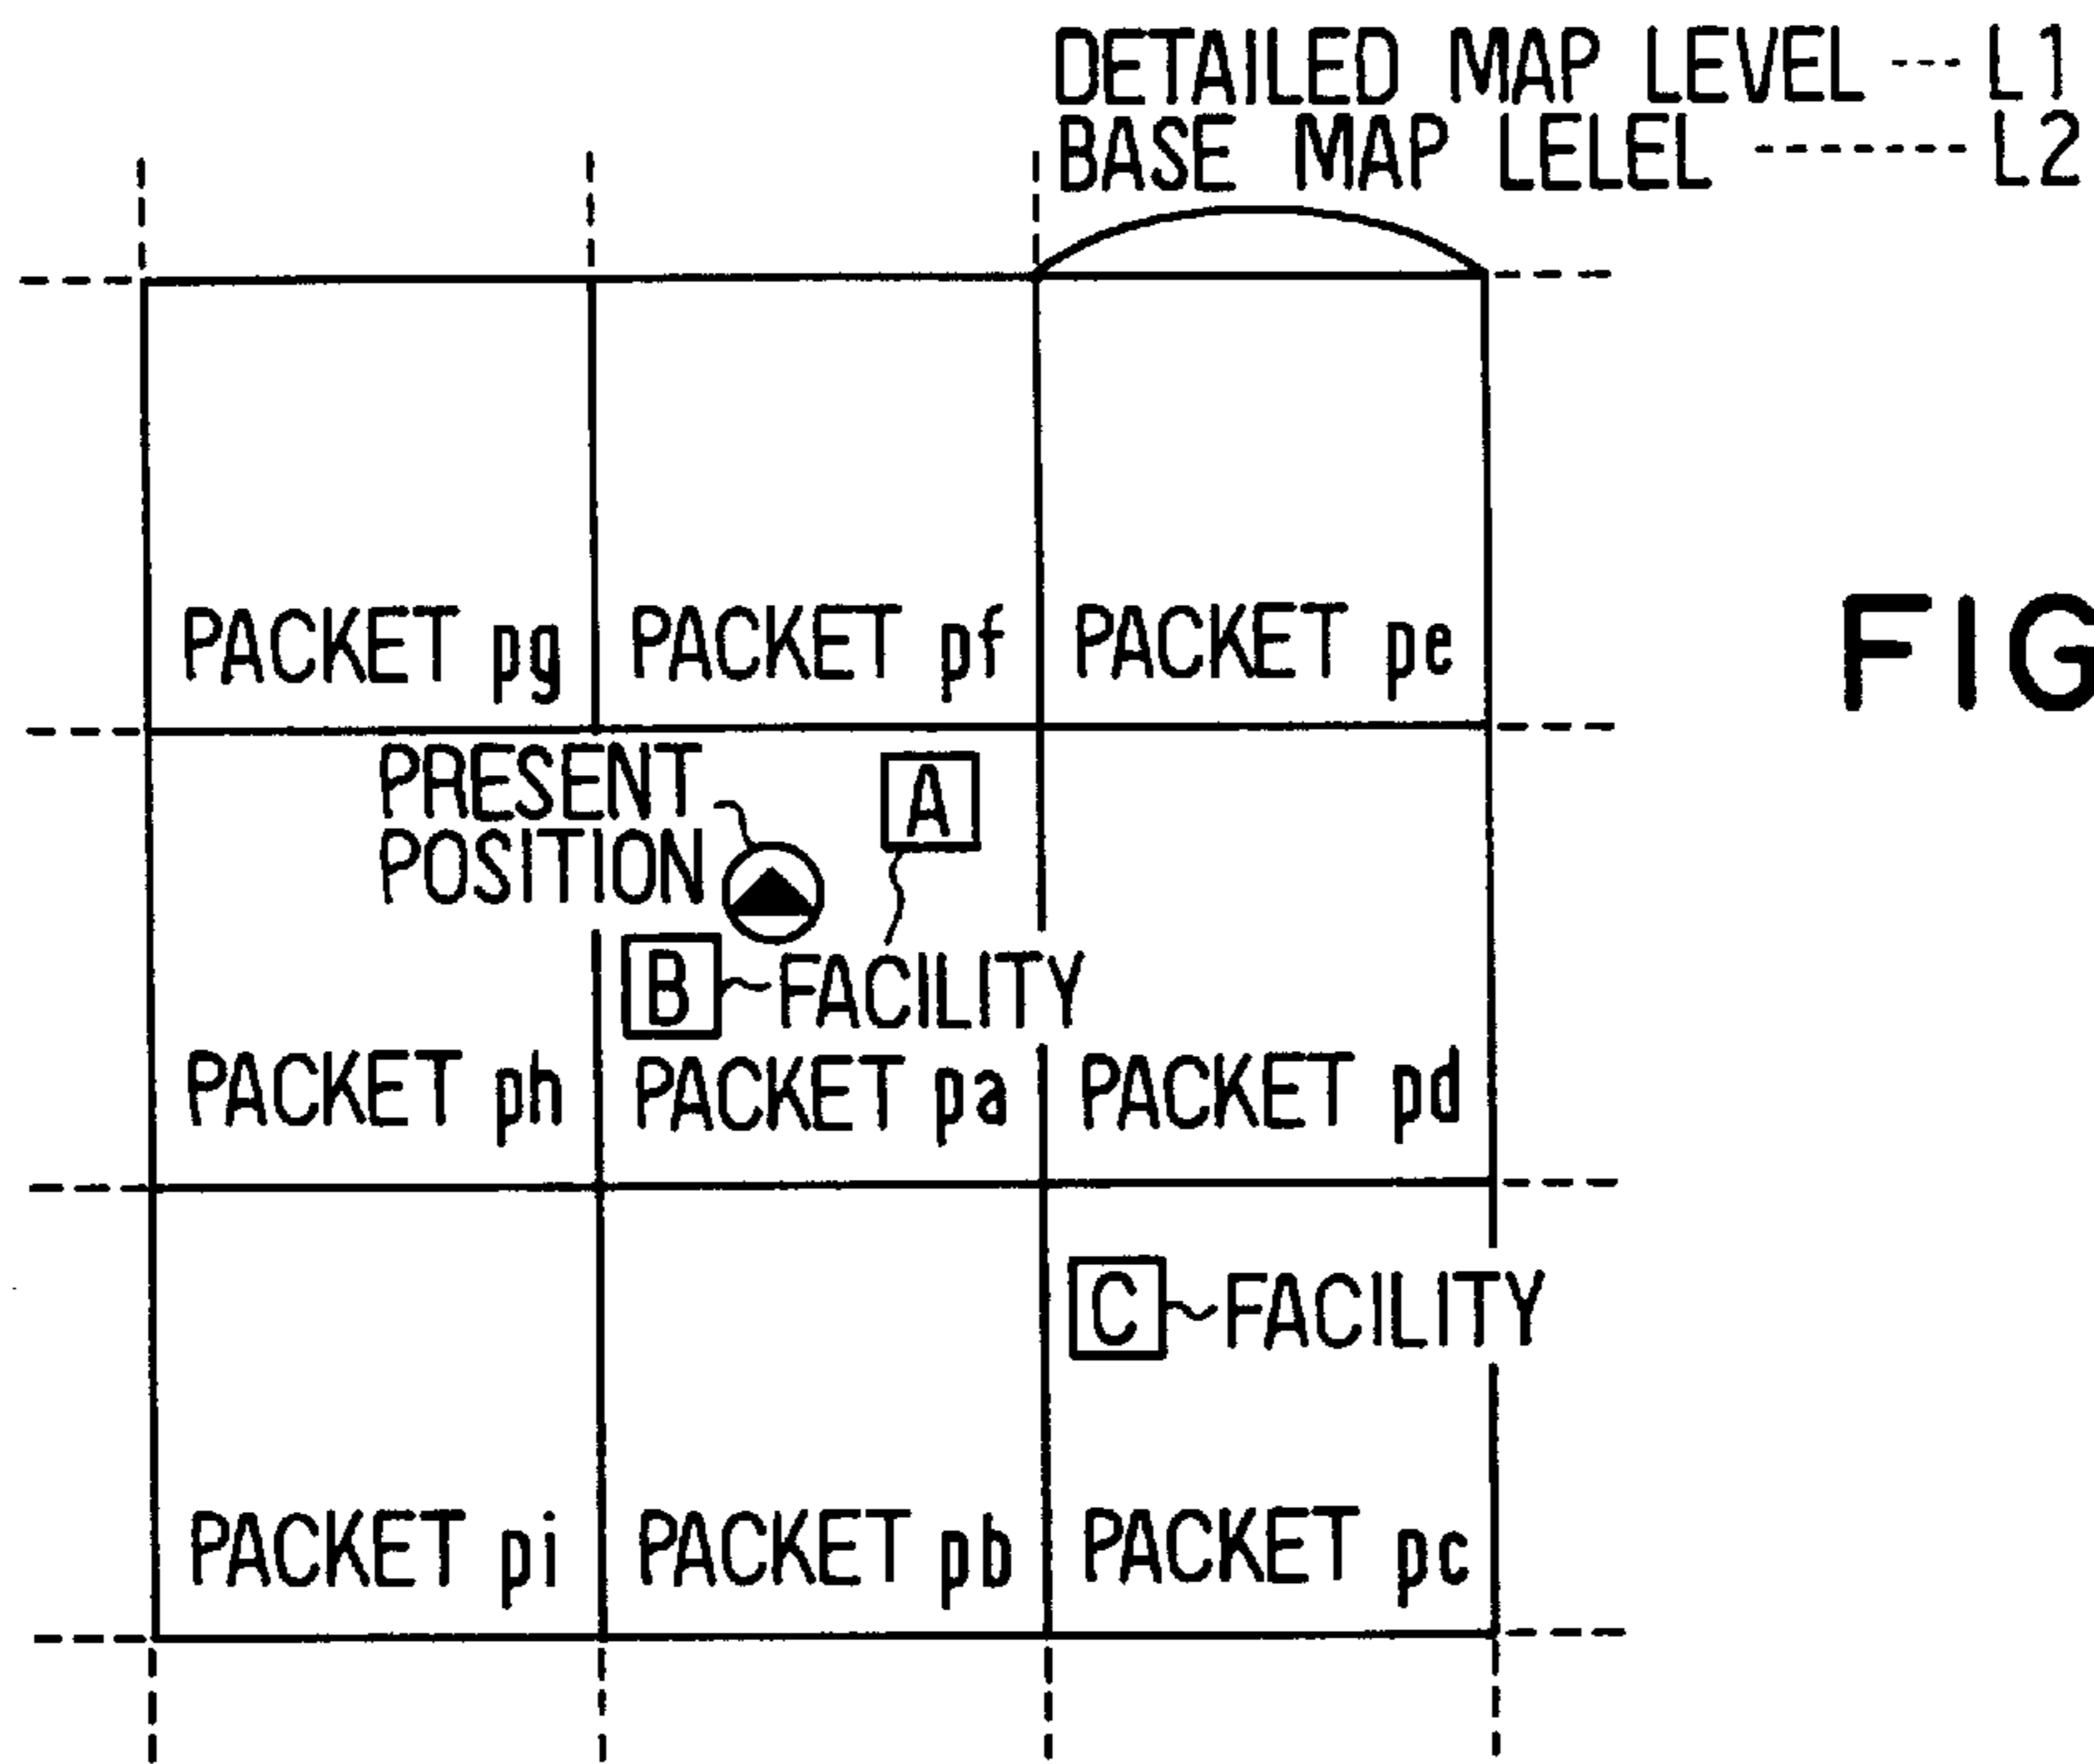 DETAILED MAP LEVEL --- L1
BASE MAP LELEL ------- L2
PACKET pg
PACKET pf
PACKET pe
FIG
PRESENT
POSITION
A
B
FACILITY
PACKET ph
PACKET pa
PACKET pd
C
FACILITY
PACKET pi
PACKET pb
PACKET pc